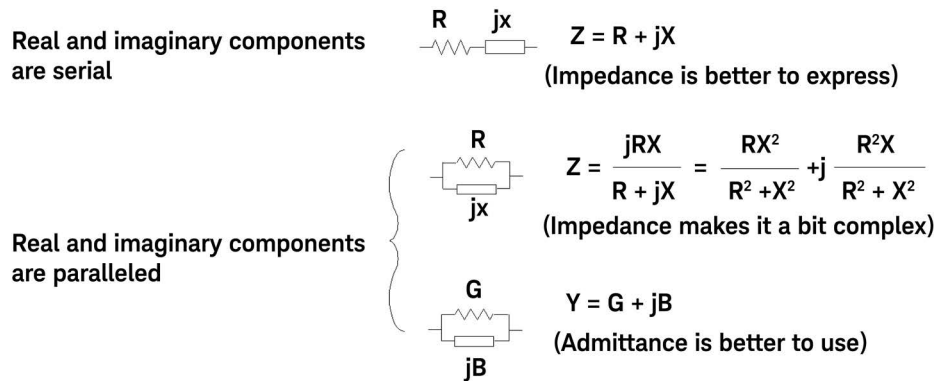 Real and imaginary components
are serial
R jx
Z = R + jX
(Impedance is better to express)
Real and imaginary components
are paralleled
R
jx
Z = jRX / R + jX = RX² / R² +X² +j R²X / R² + X²
(Impedance makes it a bit complex)
G
jB
Y = G + jB
(Admittance is better to use)